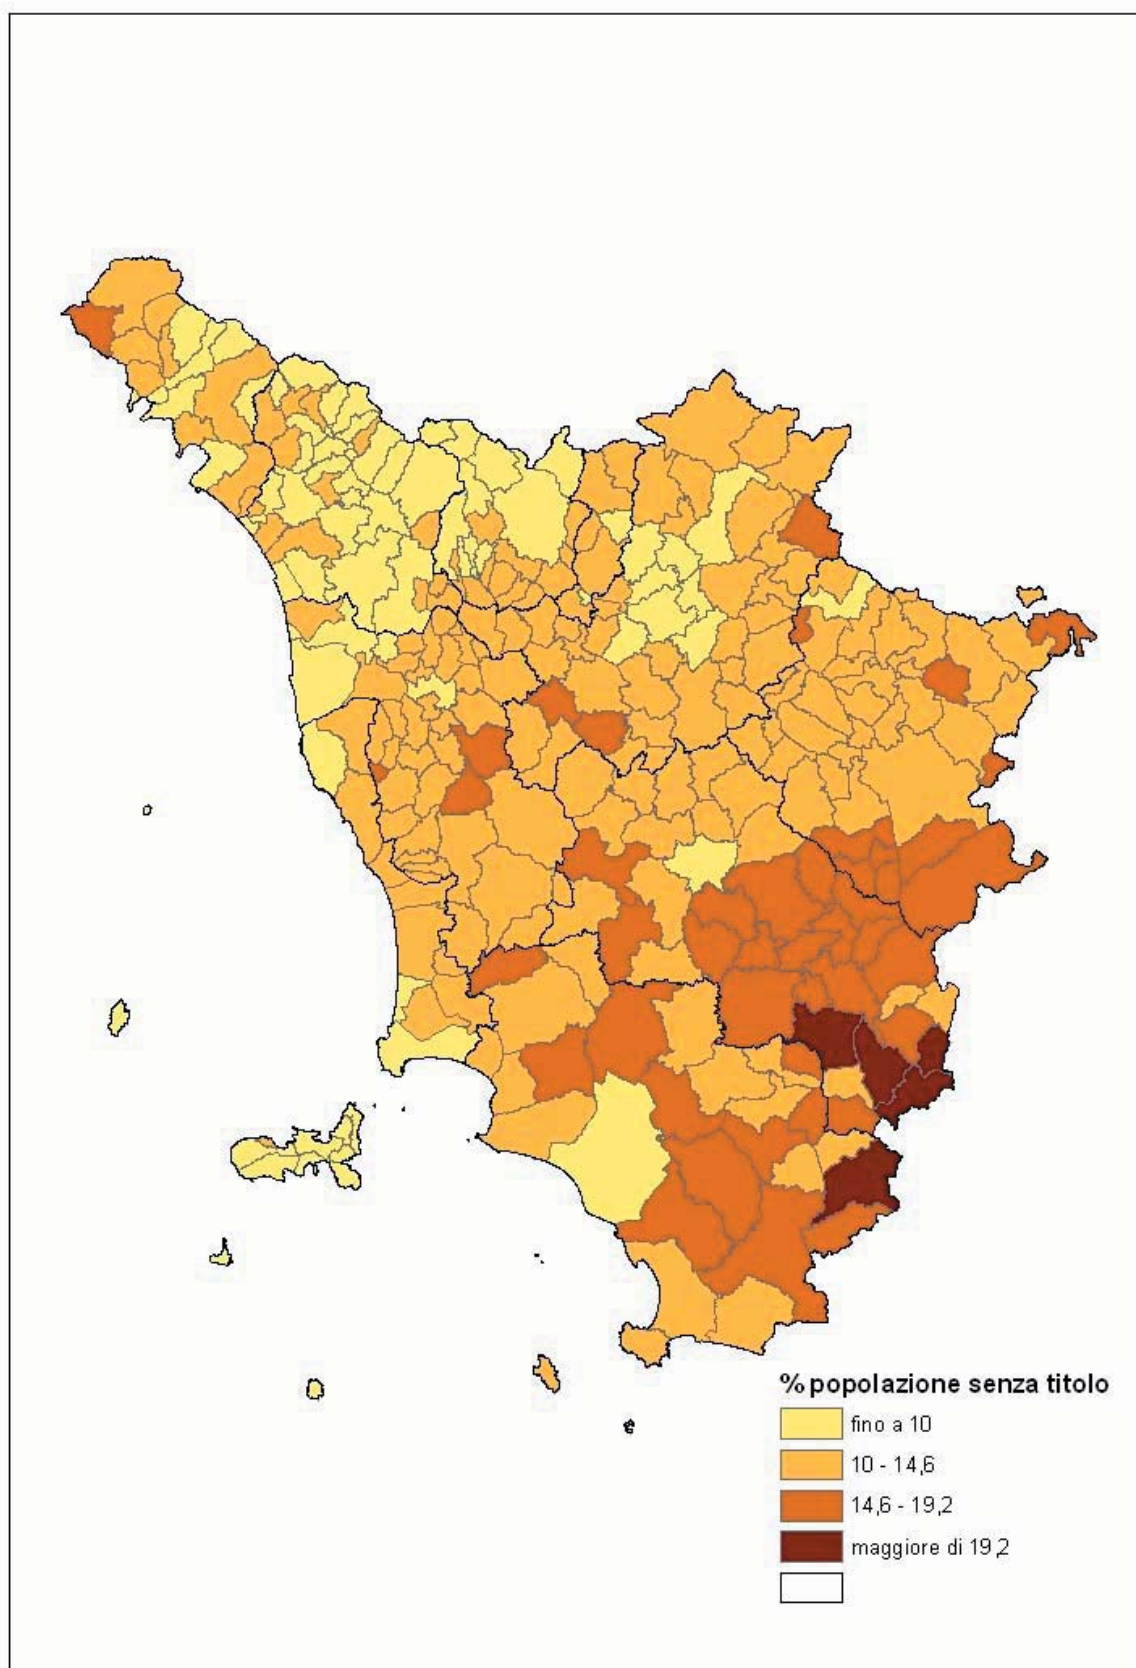 % popolazione senza titolo
fino a 10
10 - 14,6
14,6 - 19,2
maggiore di 19,2